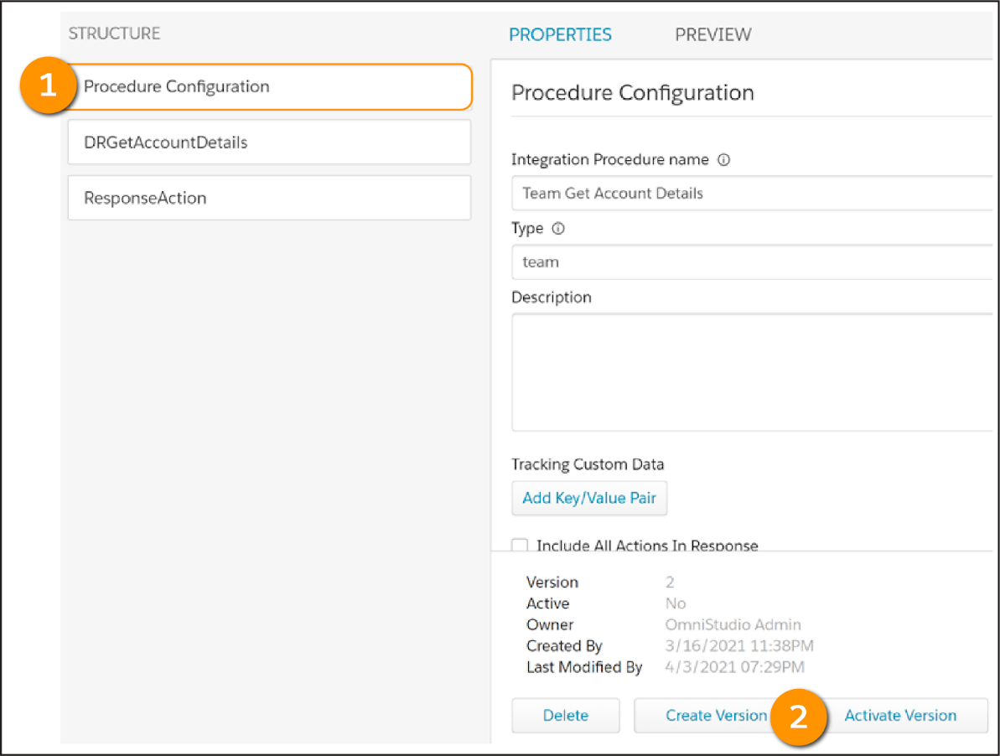 STRUCTURE
PROPERTIES PREVIEW
1
Procedure Configuration
DRGetAccountDetails
ResponseAction
Procedure Configuration
Integration Procedure name
Team Get Account Details
Type
team
Description
Tracking Custom Data
Add Key/Value Pair
Include All Actions In Response
Version 2
Active No
Owner OmniStudio Admin
Created By 3/16/2021 11:38PM
Last Modified By 4/3/2021 07:29PM
Delete Create Version 2 Activate Version